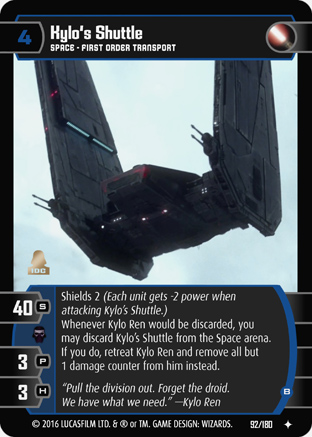 4
Kylo's Shuttle
SPACE - FIRST ORDER TRANSPORT
IDC
40 S
Shields 2 (Each unit gets -2 power when
attacking Kylo's Shuttle.)
Whenever Kylo Ren would be discarded, you
may discard Kylo's Shuttle from the Space arena.
If you do, retreat Kylo Ren and remove all but
1 damage counter from him instead.
3 P
3 H
"Pull the division out. Forget the droid.
We have what we need." —Kylo Ren
B
© 2016 LUCASFILM LTD. & ® OR TM. GAME DESIGN: WIZARDS.
92/180